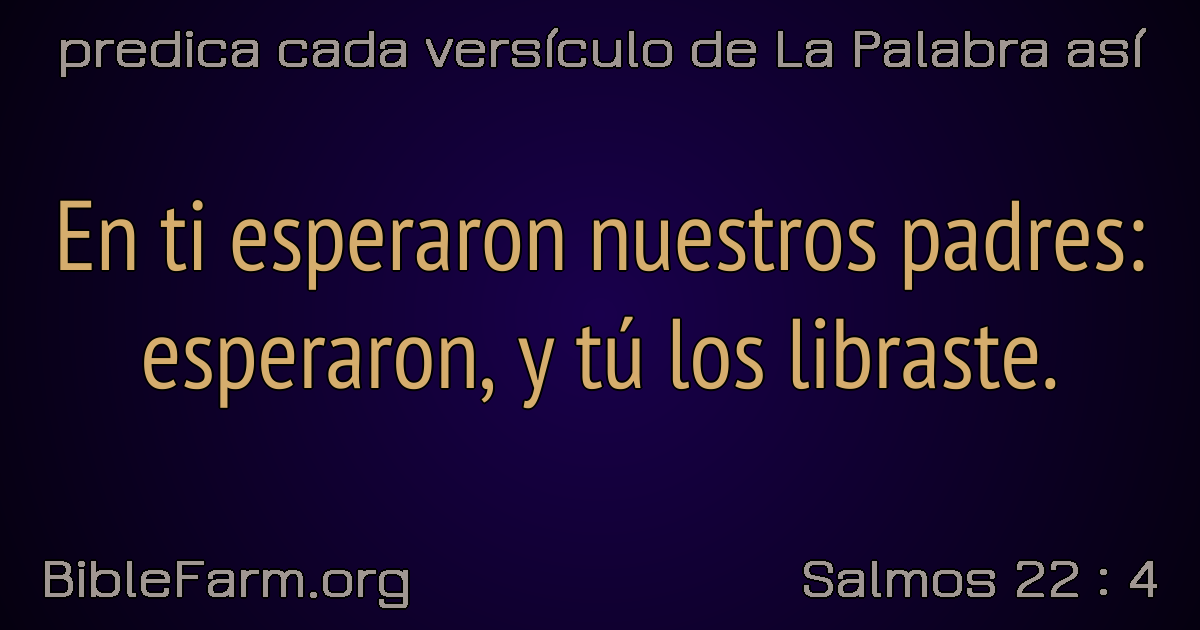 predica cada versículo de La Palabra así
En ti esperaron nuestros padres:
esperaron, y tú los libraste.
BibleFarm.org
Salmos 22 : 4